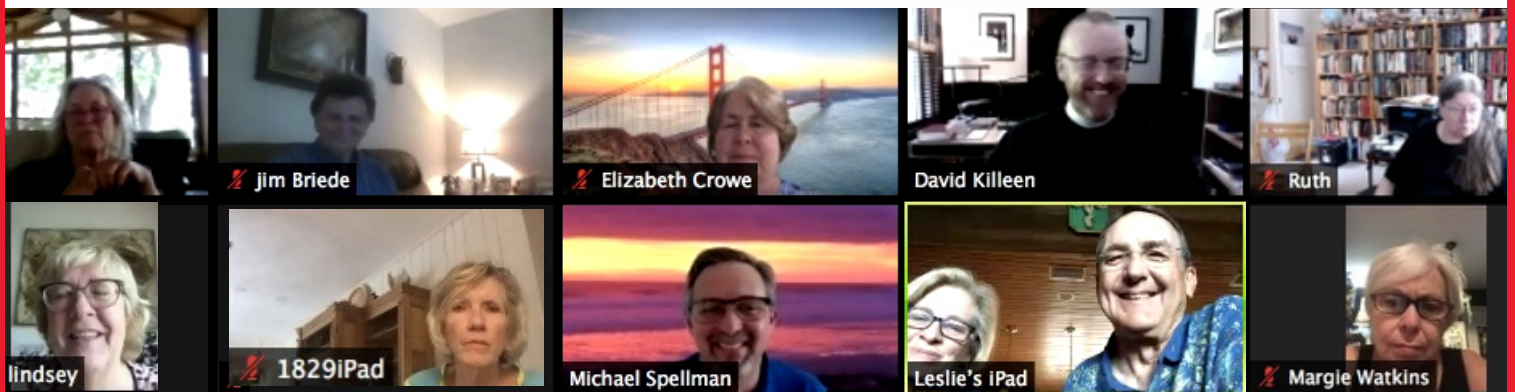 jim Briede
Elizabeth Crowe
David Killeen
Ruth
lindsey
1829iPad
Michael Spellman
Leslie's iPad
Margie Watkins